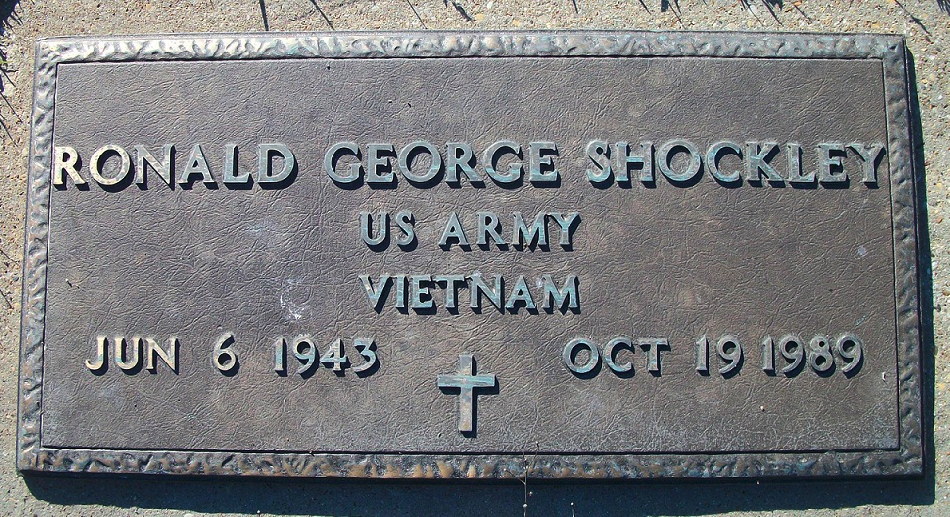 RONALD GEORGE SHOCKLEY
US ARMY
VIETNAM
JUN 6 1943 OCT 19 1989